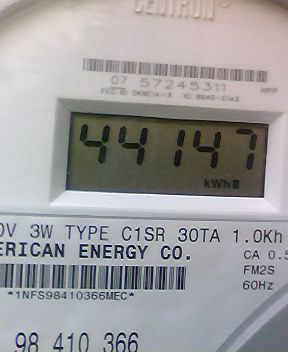 CENTRON
07 57245311
44147
kWh
3W TYPE C1SR 30TA 1.0Kh
ERICAN ENERGY CO.
CA 0.5
*1NFS98410366MEC*
FM2S
60Hz
98 410 366